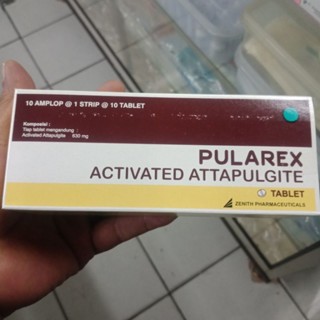 10 AMPLOP @ 1 STRIP @ 10 TABLET
Komposisi :
Tiap tablet mengandung :
Activated Attapulgite 630 mg
PULAREX
ACTIVATED ATTAPULGITE
TABLET
ZENITH PHARMACEUTICALS